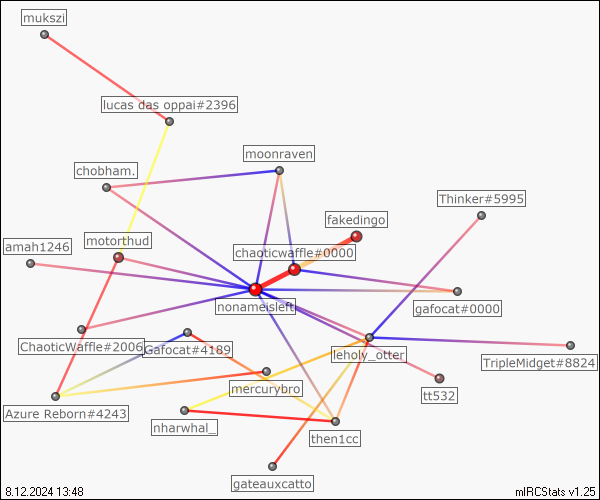 mukszi
lucas das oppai#2396
moonraven
chobham.
Thinker#5995
fakedingo
motorthud
amah1246
chaoticwaffle#0000
nonameisleft
gafocat#0000
ChaoticWaffle#2006
Gafocat#4189
leholy_otter
TripleMidget#8824
mercurybro
tt532
Azure Reborn#4243
nharwhal_
then1cc
gateauxcatto
8.12.2024 13:48
mIRCStats v1.25